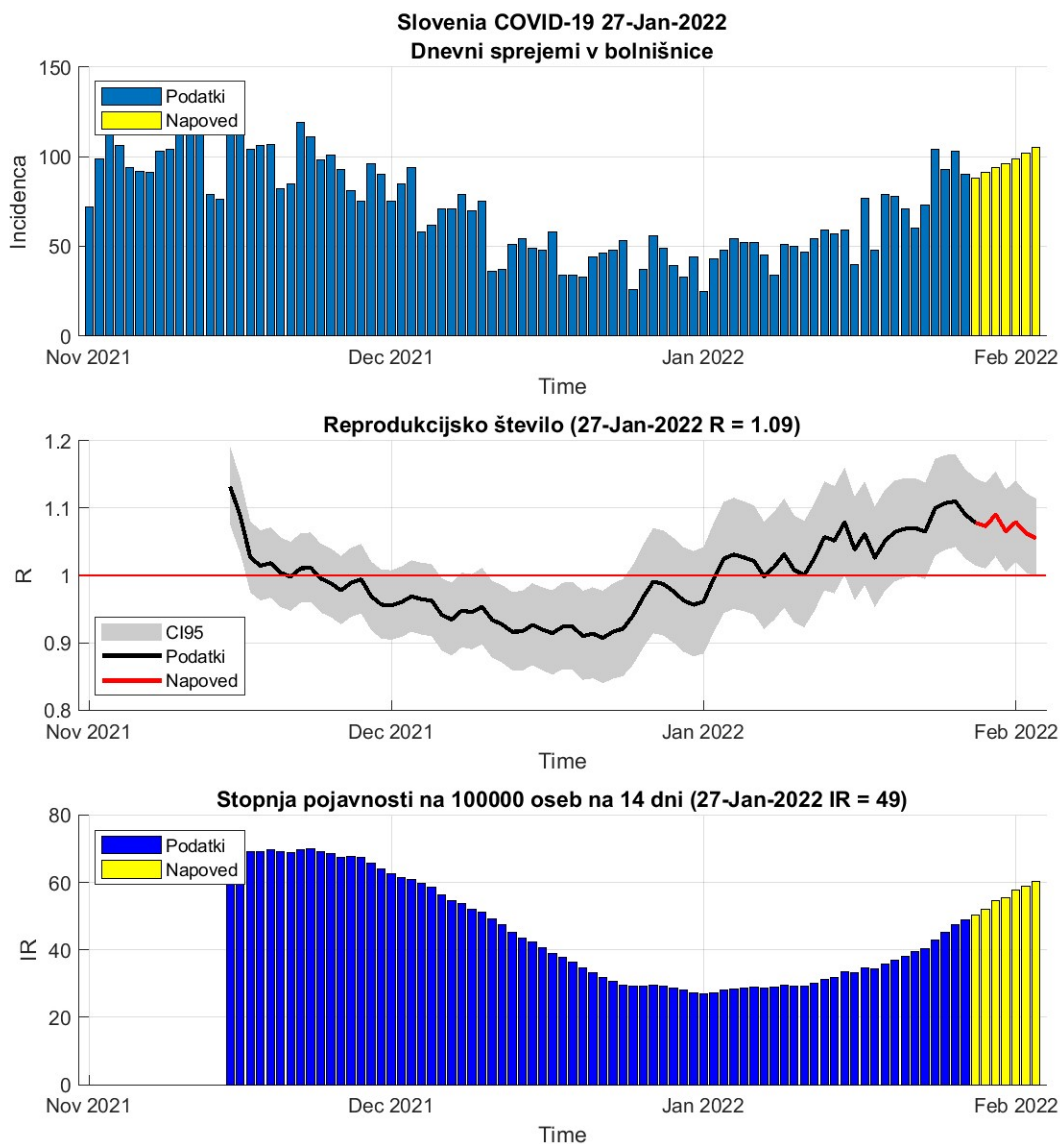 Slovenia COVID-19 27-Jan-2022
Dnevni sprejemi v bolnišnice
150
100
50
0
Incidenca
Podatki
Napoved
Nov 2021 Dec 2021 Jan 2022 Feb 2022
Time
Reprodukcijsko število (27-Jan-2022 R = 1.09)
1.2
1.1
1
0.9
0.8
R
CI95
Podatki
Napoved
Nov 2021 Dec 2021 Jan 2022 Feb 2022
Time
Stopnja pojavnosti na 100000 oseb na 14 dni (27-Jan-2022 IR = 49)
80
60
40
20
0
IR
Podatki
Napoved
Nov 2021 Dec 2021 Jan 2022 Feb 2022
Time